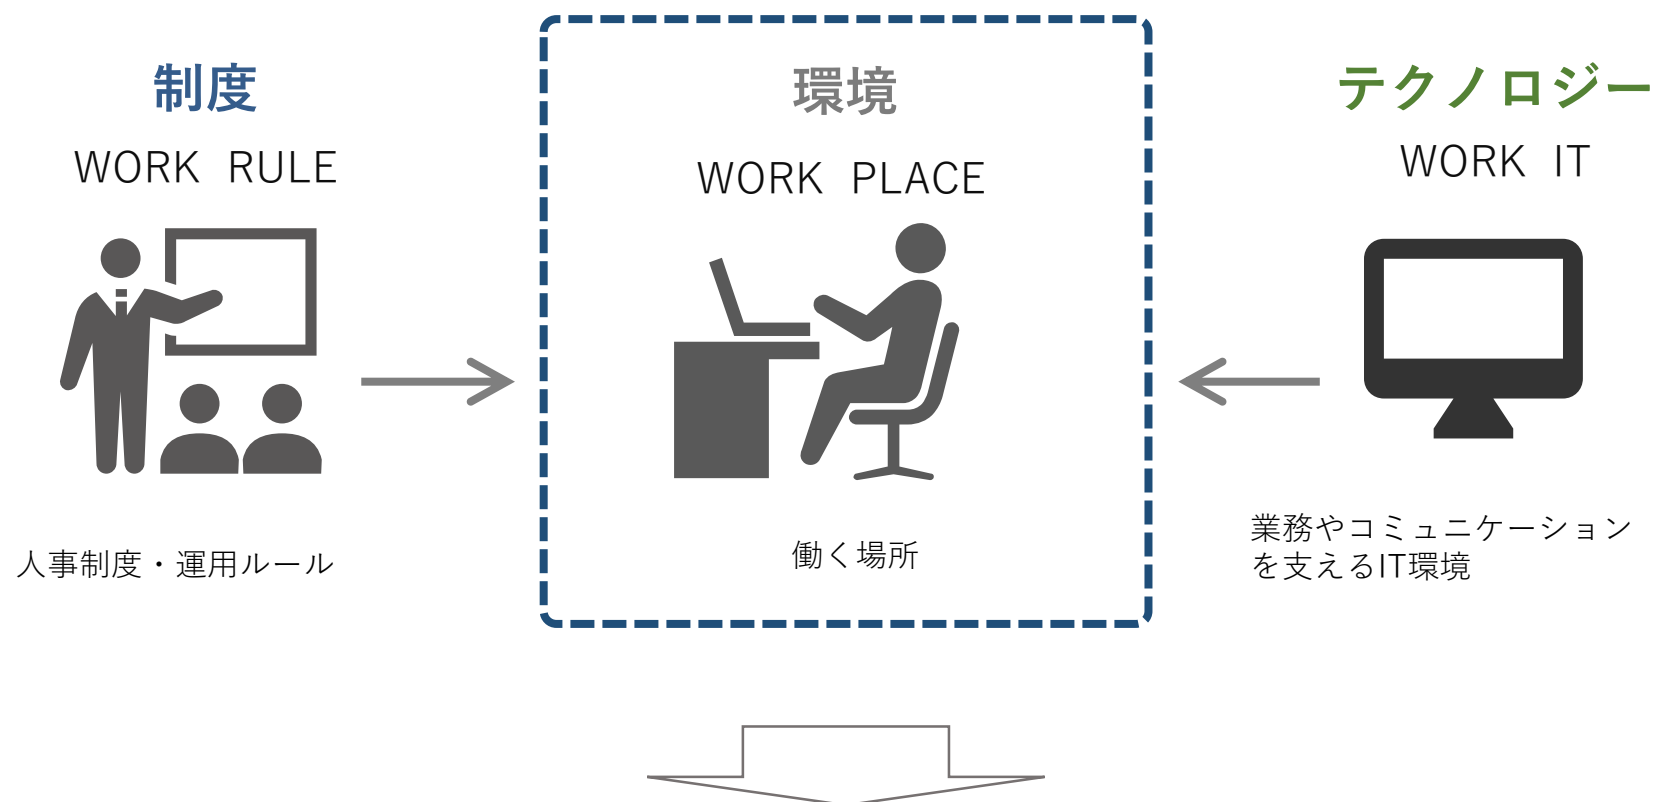 制度
WORK RULE
人事制度・運用ルール
環境
WORK PLACE
働く場所
テクノロジー
WORK IT
業務やコミュニケーション
を支えるIT環境